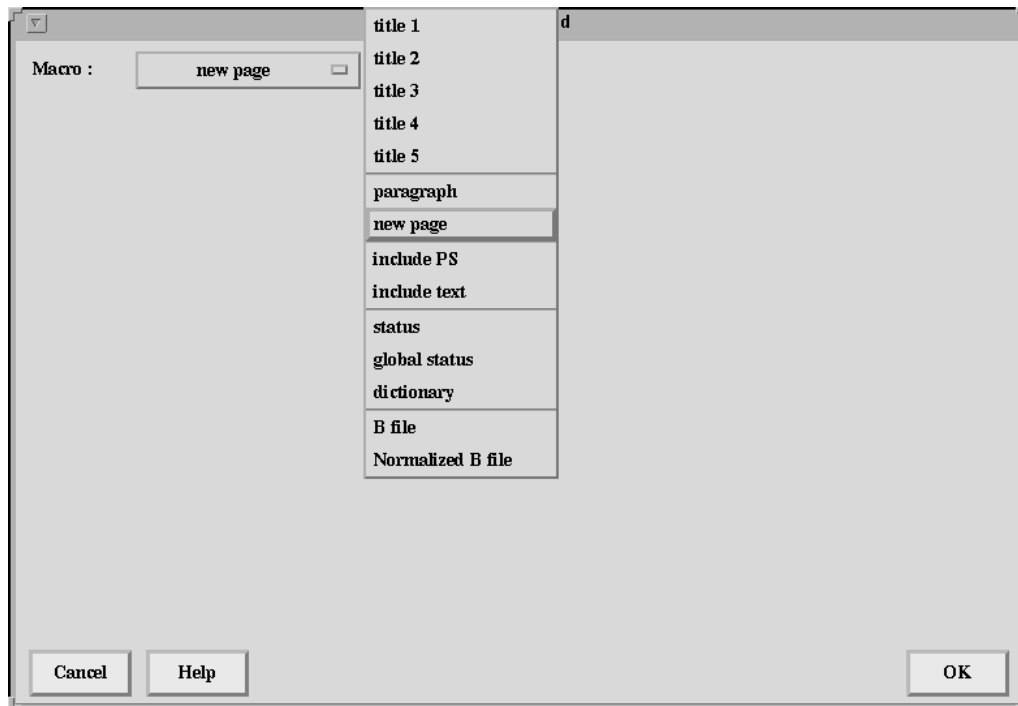 d
Macro :
new page
title 1
title 2
title 3
title 4
title 5
paragraph
new page
include PS
include text
status
global status
dictionary
B file
Normalized B file
Cancel
Help
OK